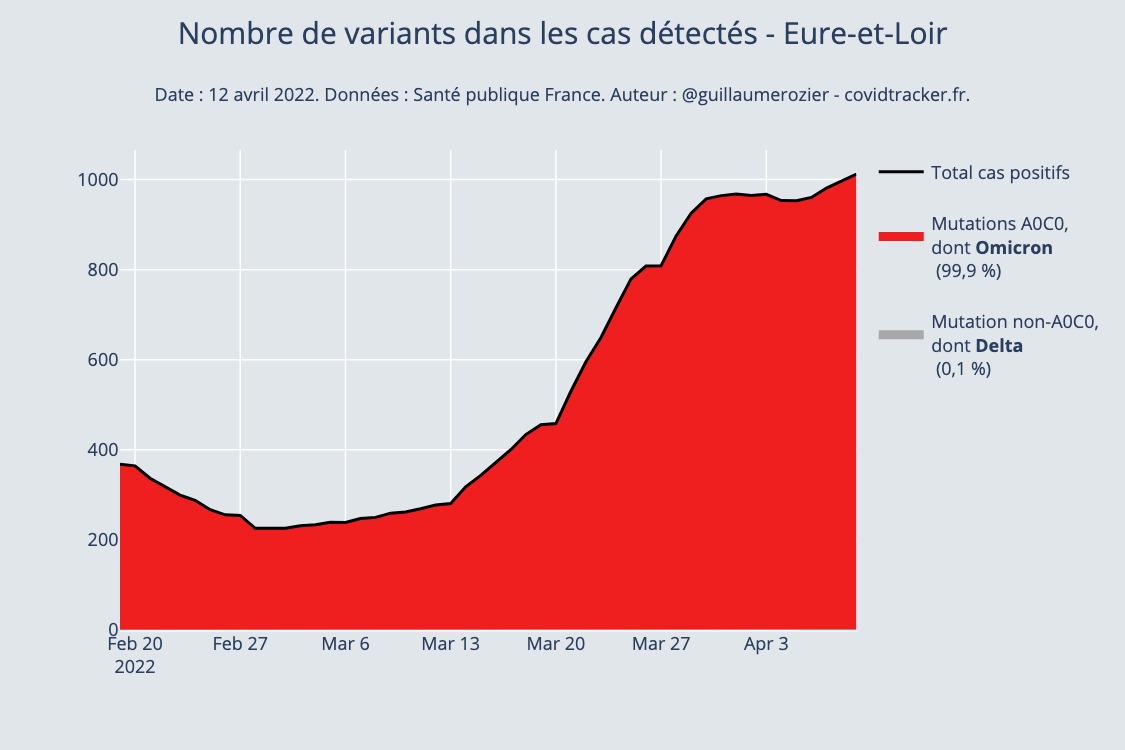 Nombre de variants dans les cas détectés - Eure-et-Loir
Date : 12 avril 2022. Données : Santé publique France. Auteur : @guillaumerozier - covidtracker.fr.
1000
800
600
400
200
0
Feb 20
2022
Feb 27
Mar 6
Mar 13
Mar 20
Mar 27
Apr 3
Total cas positifs
Mutations A0C0,
dont Omicron
(99,9 %)
Mutation non-A0C0,
dont Delta
(0,1 %)